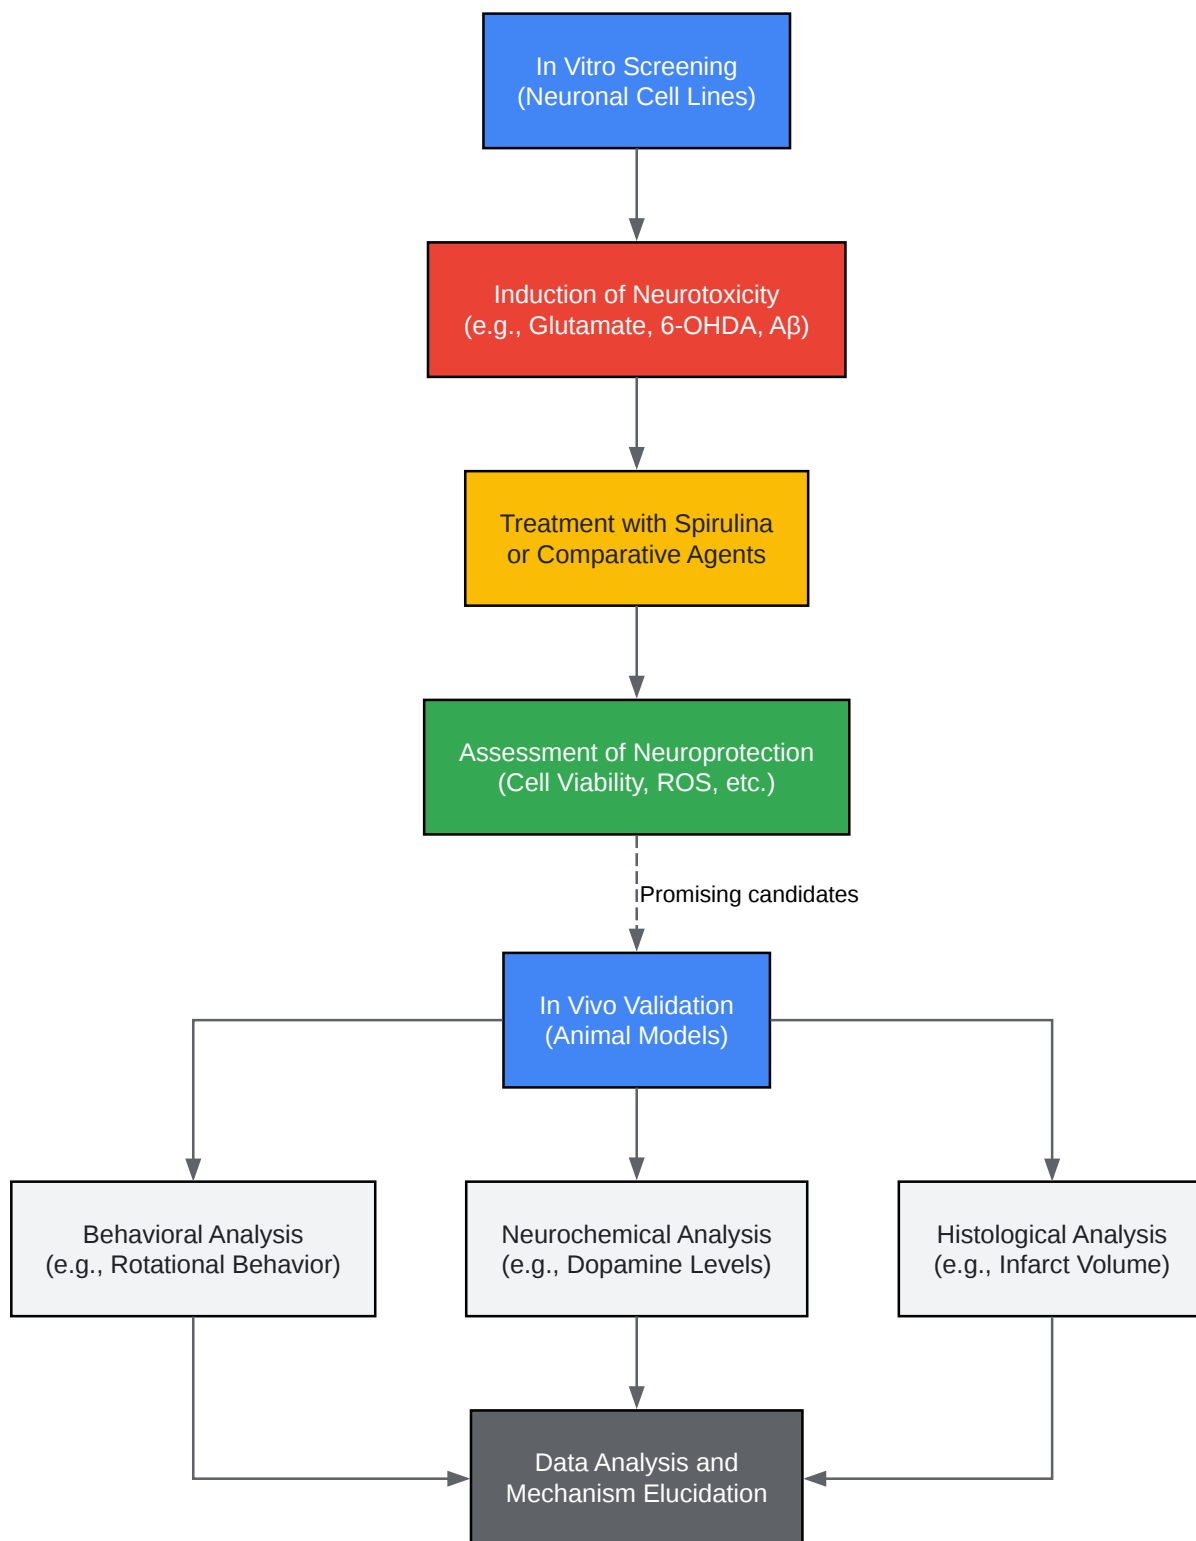 In Vitro Screening
(Neuronal Cell Lines)
Induction of Neurotoxicity
(e.g., Glutamate, 6-OHDA, Aβ)
Treatment with Spirulina
or Comparative Agents
Assessment of Neuroprotection
(Cell Viability, ROS, etc.)
Promising candidates
In Vivo Validation
(Animal Models)
Behavioral Analysis
(e.g., Rotational Behavior)
Neurochemical Analysis
(e.g., Dopamine Levels)
Histological Analysis
(e.g., Infarct Volume)
Data Analysis and
Mechanism Elucidation